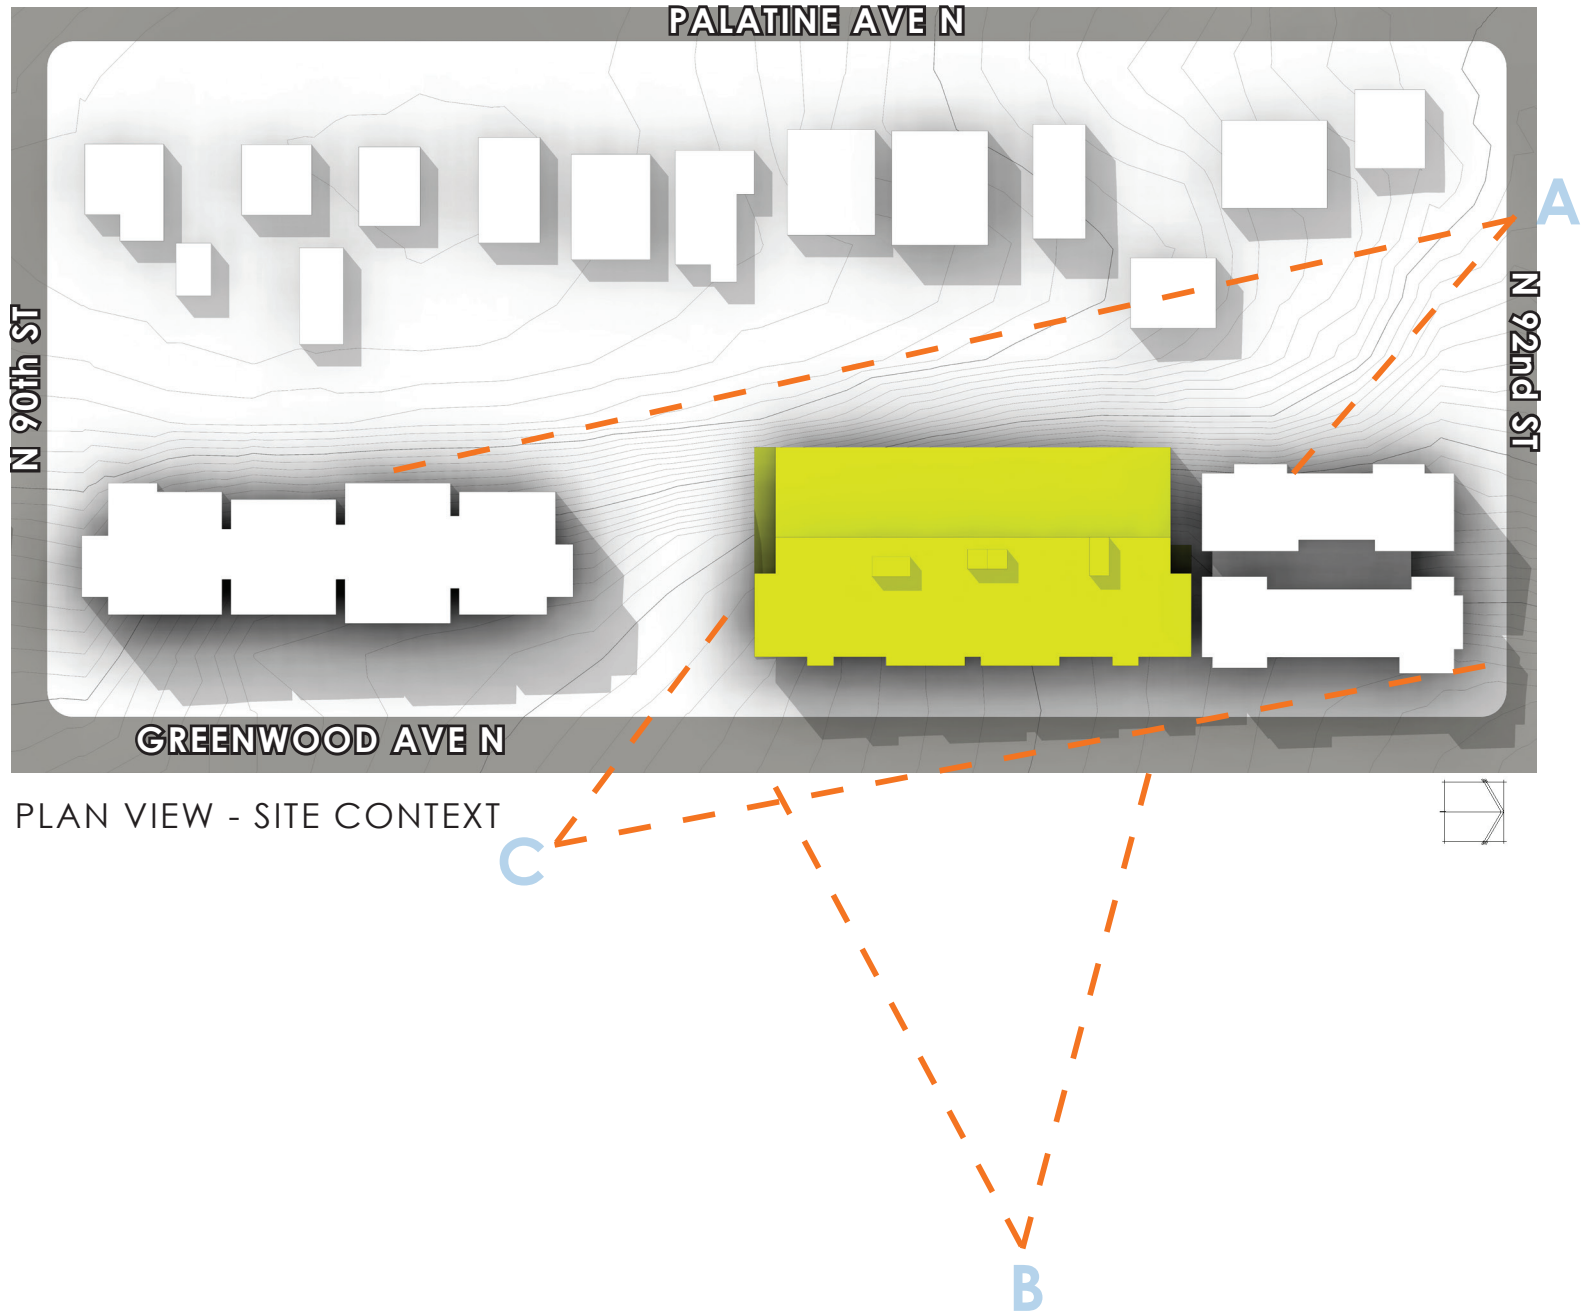 PALATINE AVE N
A
N 90th ST
N 92nd ST
GREENWOOD AVE N
PLAN VIEW - SITE CONTEXT
C
B